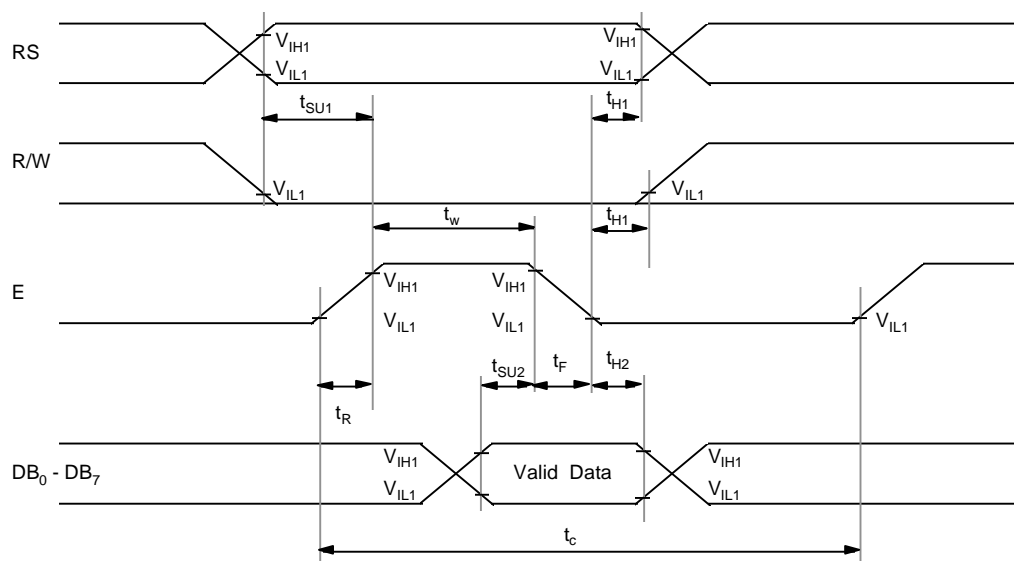 RS
V_IH1 V_IH1
V_IL1 V_IL1
t_SU1 t_H1
R/W
V_IL1 V_IL1
t_w t_H1
E
V_IH1 V_IH1
V_IL1 V_IL1 V_IL1
t_R t_SU2 t_F t_H2
DB_0 - DB_7
V_IH1 Valid Data V_IH1
V_IL1 V_IL1
t_c